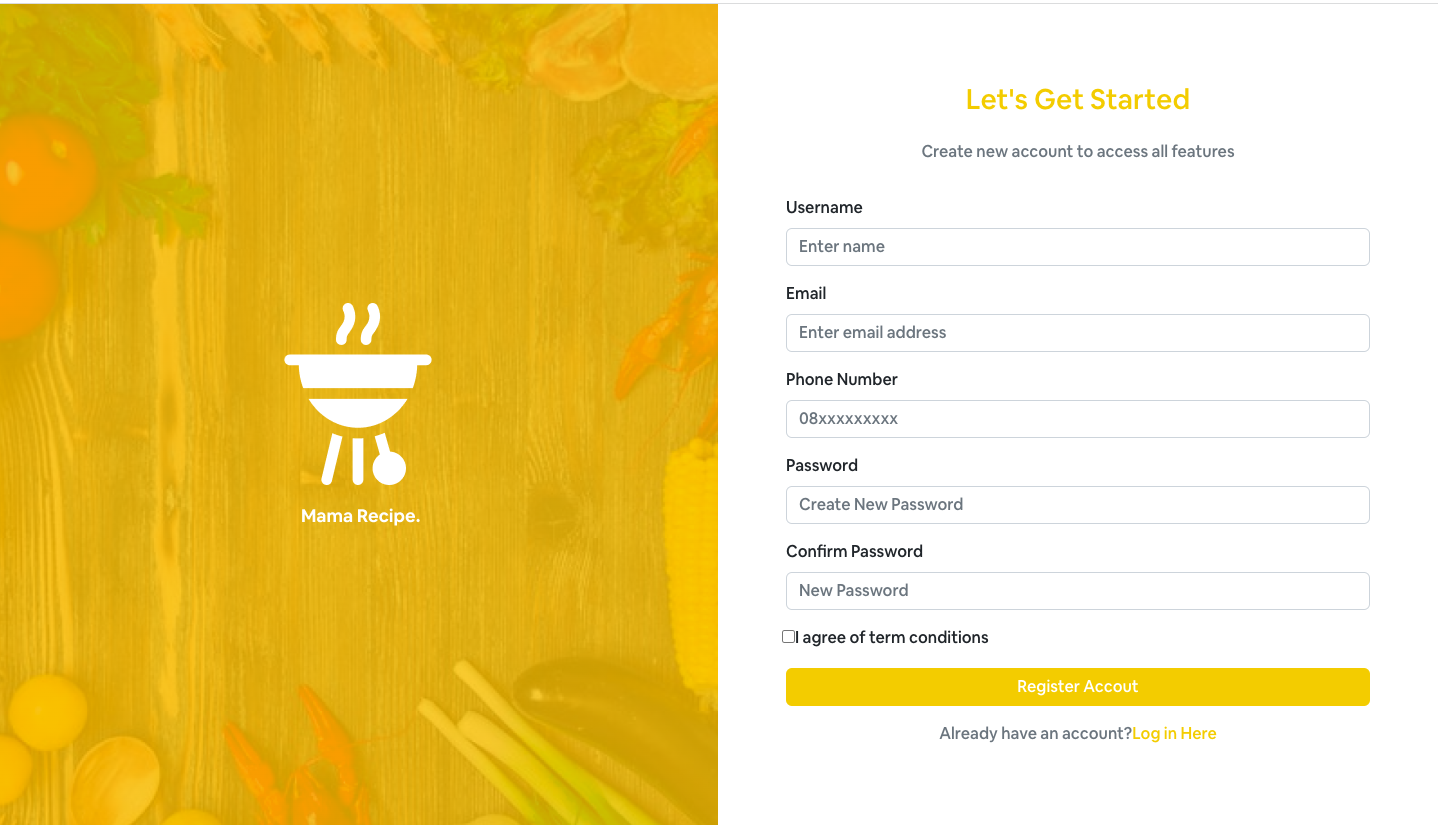 Mama Recipe.
Let's Get Started
Create new account to access all features
Username
Enter name
Email
Enter email address
Phone Number
08xxxxxxxxx
Password
Create New Password
Confirm Password
New Password
I agree of term conditions
Register Accout
Already have an account?Log in Here